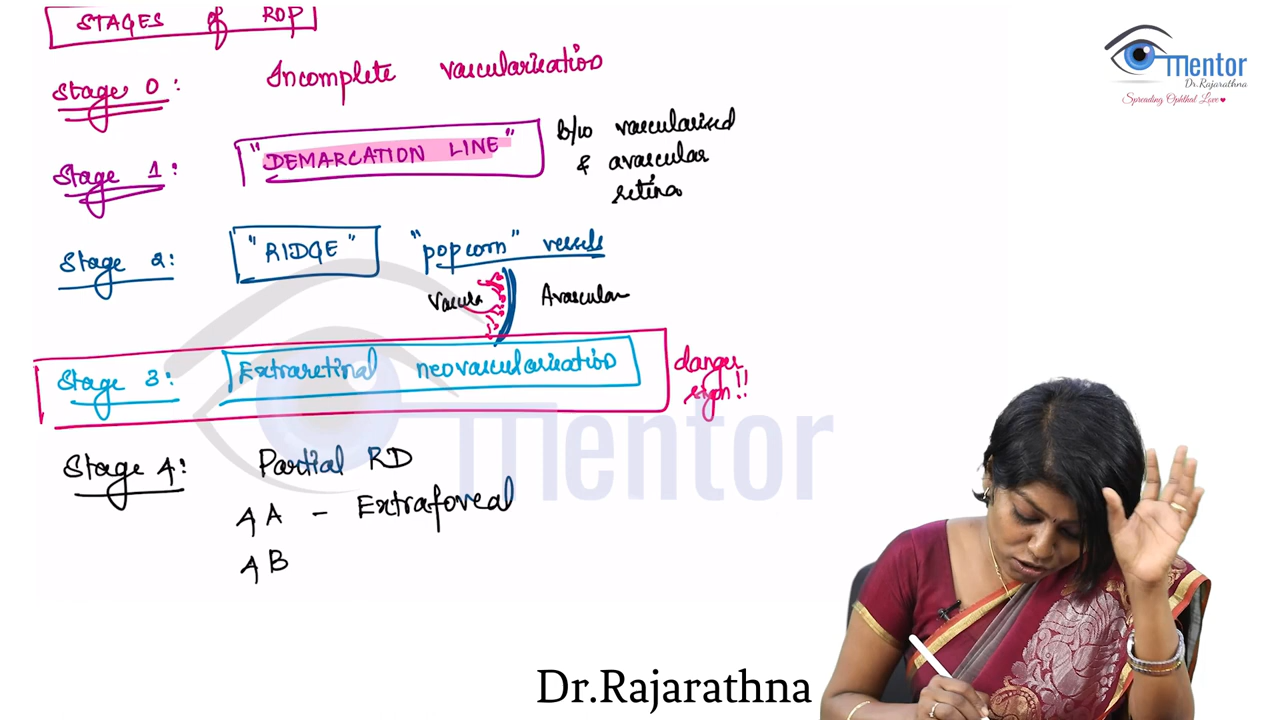 STAGES of ROP
Stage 0: Incomplete vascularisation
Stage 1: "DEMARCATION LINE" b/w vascularised
& avascular
retina
Stage 2: "RIDGE" "popcorn" vessels
Vascular Avascular
Stage 3: Extraretinal neovascularisation danger
sign!!
Stage 4: Partial RD
4A - Extrafoveal
4B
mentor
Dr.Rajarathna
Spreading Ophthal Love
mentor
Dr.Rajarathna